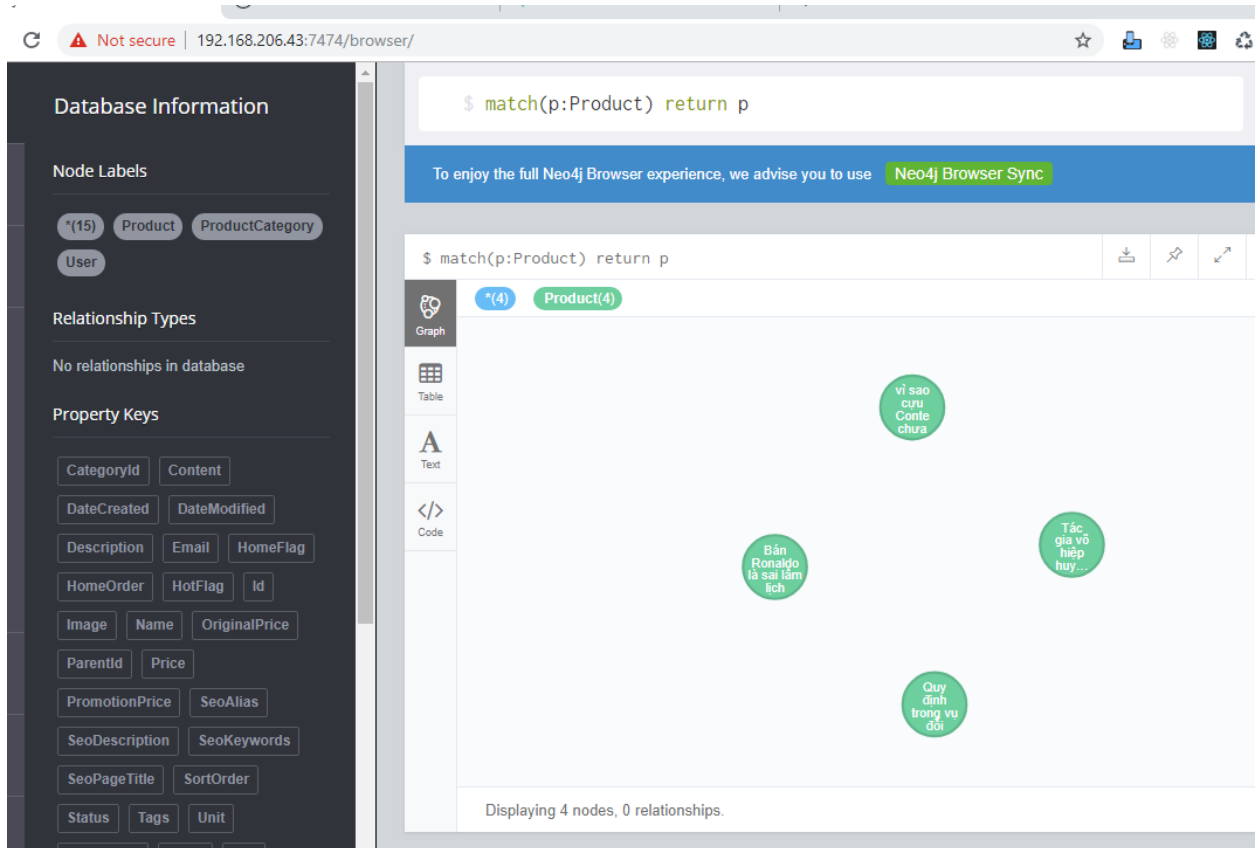 Not secure | 192.168.206.43:7474/browser/
Database Information
Node Labels
*(15) Product ProductCategory
User
Relationship Types
No relationships in database
Property Keys
CategoryId Content
DateCreated DateModified
Description Email HomeFlag
HomeOrder HotFlag Id
Image Name OriginalPrice
ParentId Price
PromotionPrice SeoAlias
SeoDescription SeoKeywords
SeoPageTitle SortOrder
Status Tags Unit
$ match(p:Product) return p
To enjoy the full Neo4j Browser experience, we advise you to use Neo4j Browser Sync
$ match(p:Product) return p
*(4) Product(4)
Graph
Table
A
Text
</>
Code
vì sao
cựu
Conte
chưa
Tác
gia võ
hiệp
huy...
Bán
Ronaldo
là sai lầm
lịch
Quy
định
trong vụ
đổi
Displaying 4 nodes, 0 relationships.